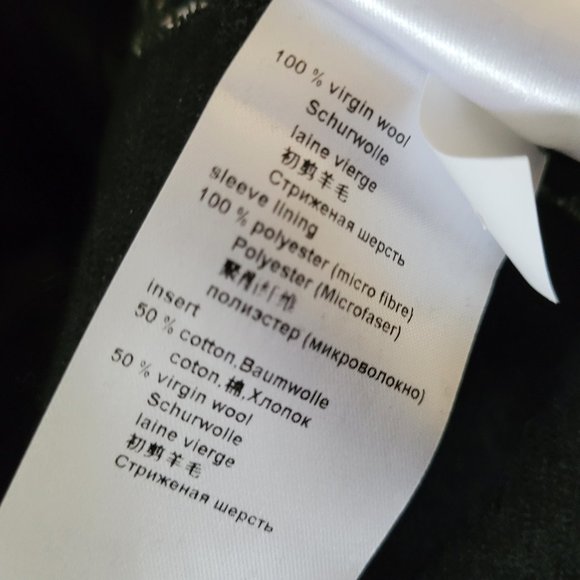 100 % virgin wool
Schurwolle
laine vierge
初剪羊毛
Стриженая шерсть
sleeve lining
100 % polyester (micro fibre)
Polyester (Microfaser)
полиэстер (микроволокно)
insert
50 % cotton,Baumwolle
coton,棉,Хлопок
50 % virgin wool
Schurwolle
laine vierge
初剪羊毛
Стриженая шерсть